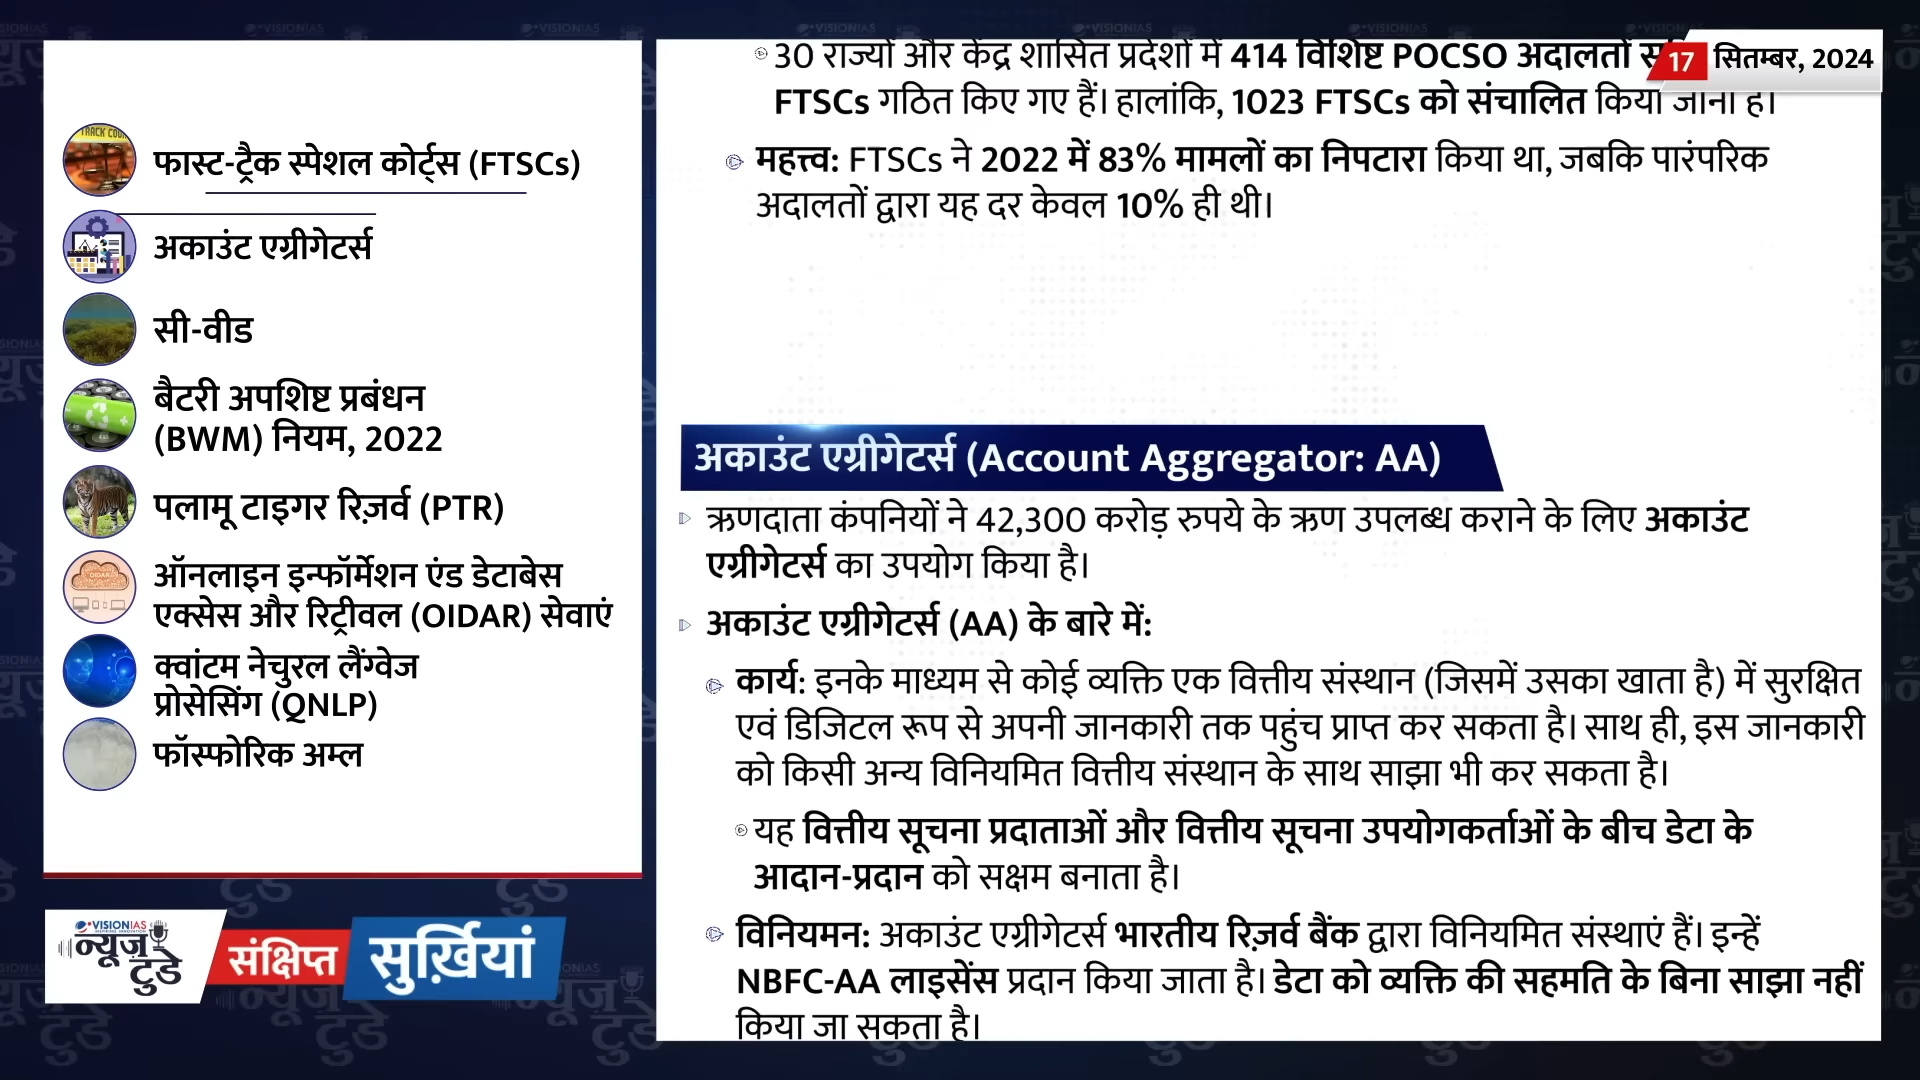 फास्ट-ट्रैक स्पेशल कोर्ट्स (FTSCs)
अकाउंट एग्रीगेटर्स
सी-वीड
बैटरी अपशिष्ट प्रबंधन
(BWM) नियम, 2022
पलामू टाइगर रिज़र्व (PTR)
OIDAR
ऑनलाइन इन्फॉर्मेशन एंड डेटाबेस
एक्सेस और रिट्रीवल (OIDAR) सेवाएं
क्वांटम नेचुरल लैंग्वेज
प्रोसेसिंग (QNLP)
फॉस्फोरिक अम्ल
VISIONIAS
न्यूज़
टुडे
संक्षिप्त सुर्ख़ियां
17 सितम्बर, 2024
30 राज्यों और केंद्र शासित प्रदेशों में 414 विशिष्ट POCSO अदालतों
FTSCs गठित किए गए हैं। हालांकि, 1023 FTSCs को संचालित किया जाना है।
महत्त्व: FTSCs ने 2022 में 83% मामलों का निपटारा किया था, जबकि पारंपरिक
अदालतों द्वारा यह दर केवल 10% ही थी।
अकाउंट एग्रीगेटर्स (Account Aggregator: AA)
ऋणदाता कंपनियों ने 42,300 करोड़ रुपये के ऋण उपलब्ध कराने के लिए अकाउंट
एग्रीगेटर्स का उपयोग किया है।
अकाउंट एग्रीगेटर्स (AA) के बारे में:
कार्य: इनके माध्यम से कोई व्यक्ति एक वित्तीय संस्थान (जिसमें उसका खाता है) में सुरक्षित
एवं डिजिटल रूप से अपनी जानकारी तक पहुंच प्राप्त कर सकता है। साथ ही, इस जानकारी
को किसी अन्य विनियमित वित्तीय संस्थान के साथ साझा भी कर सकता है।
यह वित्तीय सूचना प्रदाताओं और वित्तीय सूचना उपयोगकर्ताओं के बीच डेटा के
आदान-प्रदान को सक्षम बनाता है।
विनियमन: अकाउंट एग्रीगेटर्स भारतीय रिज़र्व बैंक द्वारा विनियमित संस्थाएं हैं। इन्हें
NBFC-AA लाइसेंस प्रदान किया जाता है। डेटा को व्यक्ति की सहमति के बिना साझा नहीं
किया जा सकता है।